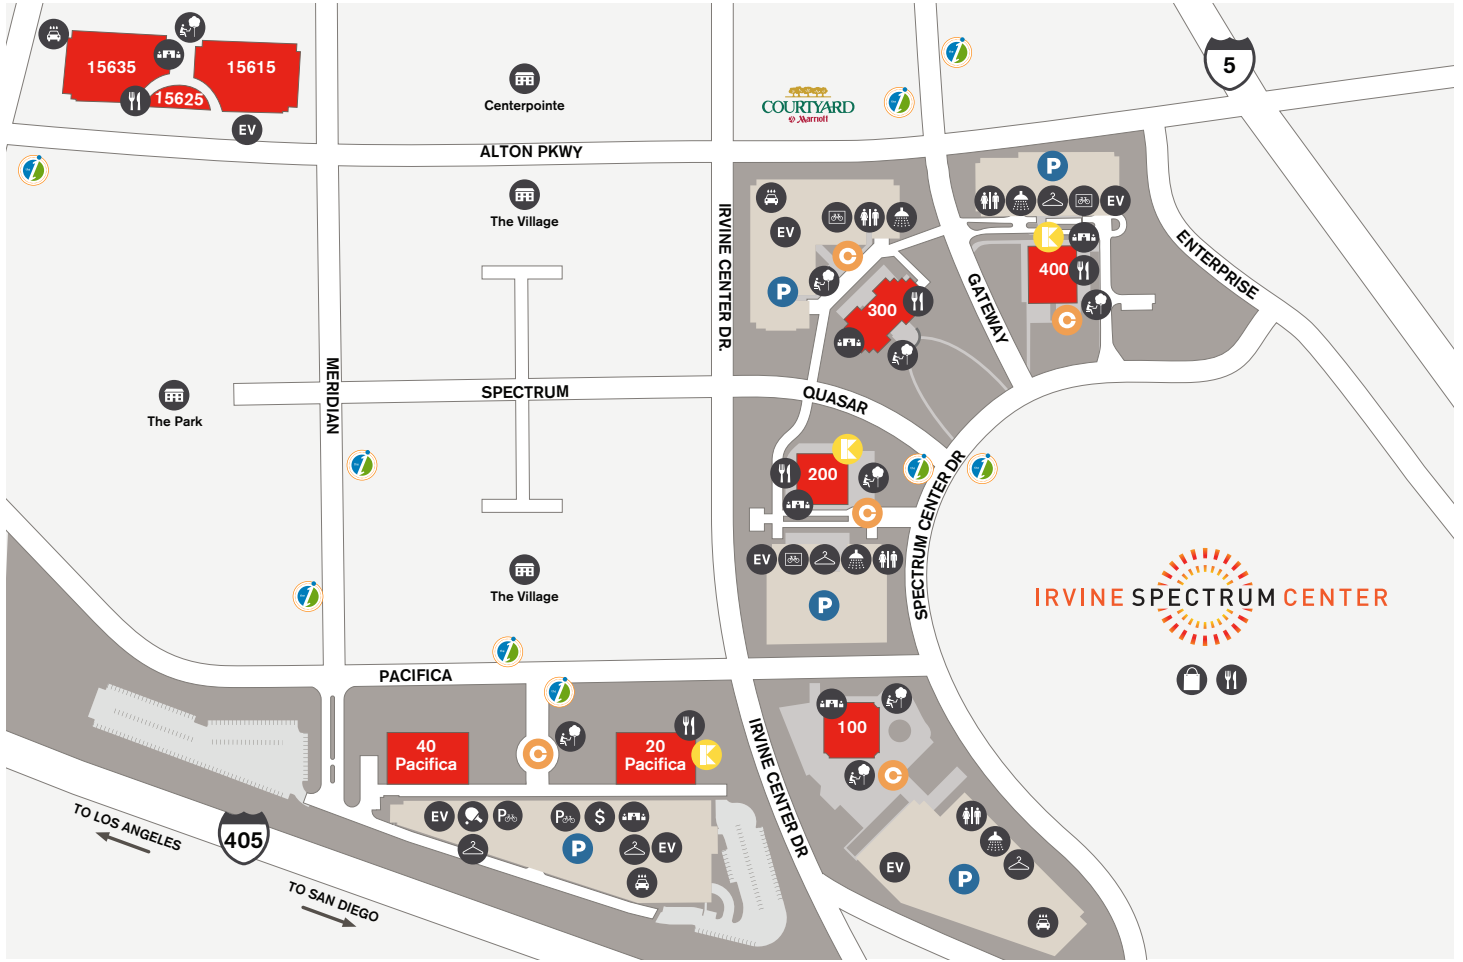 15635
15615
15625
EV
Centerpointe
COURTYARD
Marriott
5
ALTON PKWY
The Village
IRVINE CENTER DR.
P
EV
EV
C
P
K
400
C
300
GATEWAY
ENTERPRISE
MERIDIAN
The Park
SPECTRUM
QUASAR
K
200
C
SPECTRUM CENTER DR
EV
P
The Village
IRVINE SPECTRUM CENTER
PACIFICA
40
Pacifica
C
20
Pacifica
K
IRVINE CENTER DR
100
C
EV
P
P
$
P
EV
EV
P
TO LOS ANGELES
405
TO SAN DIEGO